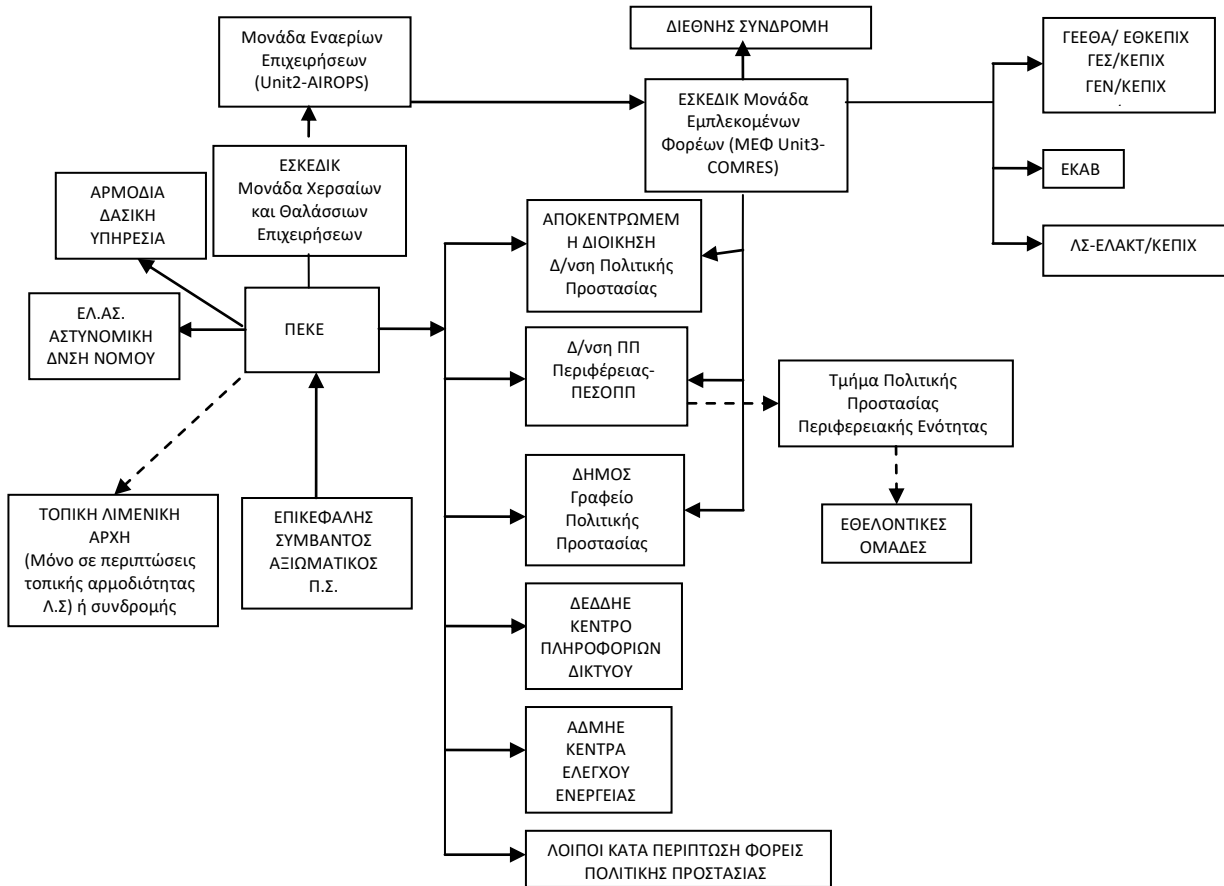 Μονάδα Εναερίων
Επιχειρήσεων
(Unit2-AIROPS)
ΔΙΕΘΝΗΣ ΣΥΝΔΡΟΜΗ
ΓΕΕΘΑ/ ΕΘΚΕΠΙΧ
ΓΕΣ/ΚΕΠΙΧ
ΓΕΝ/ΚΕΠΙΧ
ΕΣΚΕΔΙΚ Μονάδα
Εμπλεκομένων
Φορέων (ΜΕΦ Unit3-
COMRES)
ΕΣΚΕΔΙΚ
Μονάδα Χερσαίων
και Θαλάσσιων
Επιχειρήσεων
ΕΚΑΒ
ΑΡΜΟΔΙΑ
ΔΑΣΙΚΗ
ΥΠΗΡΕΣΙΑ
ΑΠΟΚΕΝΤΡΩΜΕΜ
Η ΔΙΟΙΚΗΣΗ
Δ/νση Πολιτικής
Προστασίας
ΛΣ-ΕΛΑΚΤ/ΚΕΠΙΧ
ΕΛ.ΑΣ.
ΑΣΤΥΝΟΜΙΚΗ
ΔΝΣΗ ΝΟΜΟΥ
ΠΕΚΕ
Δ/νση ΠΠ
Περιφέρειας-
ΠΕΣΟΠΠ
Τμήμα Πολιτικής
Προστασίας
Περιφερειακής Ενότητας
ΤΟΠΙΚΗ ΛΙΜΕΝΙΚΗ
ΑΡΧΗ
(Μόνο σε περιπτώσεις
τοπικής αρμοδιότητας
Λ.Σ) ή συνδρομής
ΕΠΙΚΕΦΑΛΗΣ
ΣΥΜΒΑΝΤΟΣ
ΑΞΙΩΜΑΤΙΚΟΣ
Π.Σ.
ΔΗΜΟΣ
Γραφείο
Πολιτικής
Προστασίας
ΕΘΕΛΟΝΤΙΚΕΣ
ΟΜΑΔΕΣ
ΔΕΔΔΗΕ
ΚΕΝΤΡΟ
ΠΛΗΡΟΦΟΡΙΩΝ
ΔΙΚΤΥΟΥ
ΑΔΜΗΕ
ΚΕΝΤΡΑ
ΕΛΕΓΧΟΥ
ΕΝΕΡΓΕΙΑΣ
ΛΟΙΠΟΙ ΚΑΤΑ ΠΕΡΙΠΤΩΣΗ ΦΟΡΕΙΣ
ΠΟΛΙΤΙΚΗΣ ΠΡΟΣΤΑΣΙΑΣ